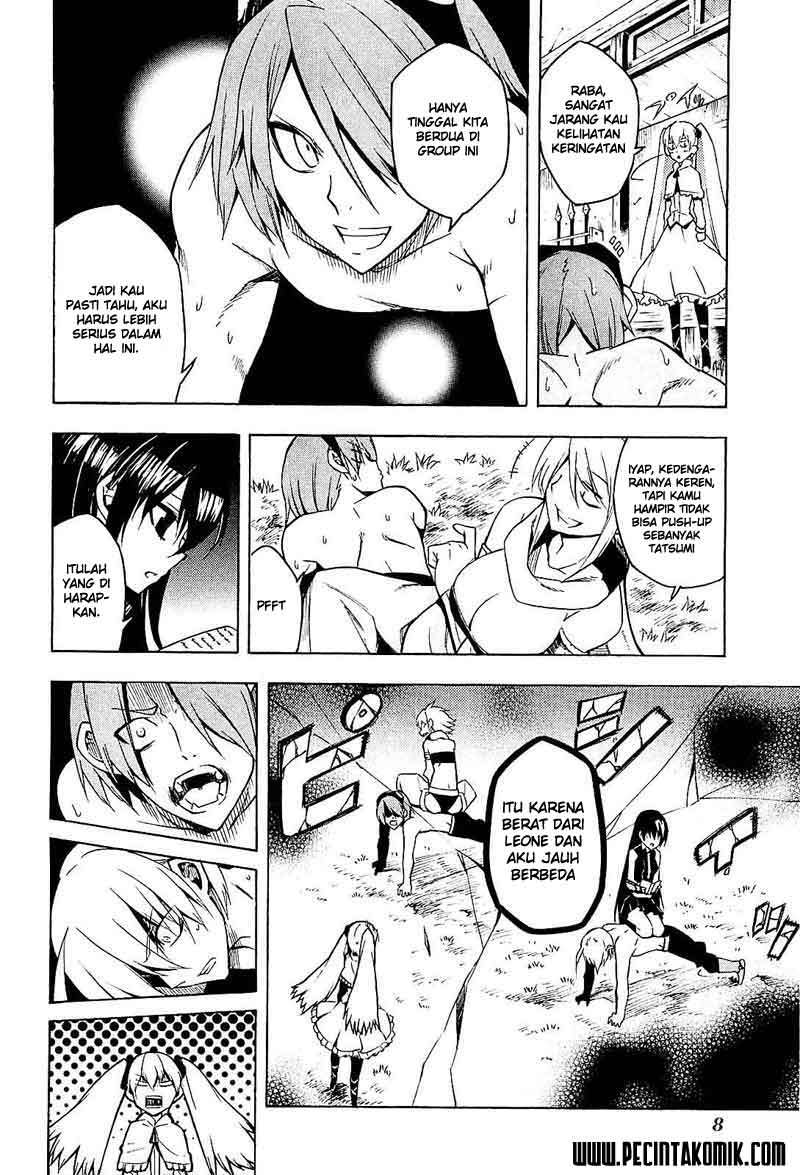 RABA,
SANGAT
JARANG KAU
KELIHATAN
KERINGATAN
HANYA
TINGGAL KITA
BERDUA DI
GROUP INI
JADI KAU
PASTI TAHU, AKU
HARUS LEBIH
SERIUS DALAM
HAL INI.
IYAP, KEDENGA-
RANNYA KEREN,
TAPI KAMU
HAMPIR TIDAK
BISA PUSH-UP
SEBANYAK
TATSUMI
PFFT
ITULAH
YANG DI
HARAP-
KAN.
ITU KARENA
BERAT DARI
LEONE DAN
AKU JAUH
BERBEDA
8
WWW.PECINTAKOMIK.COM